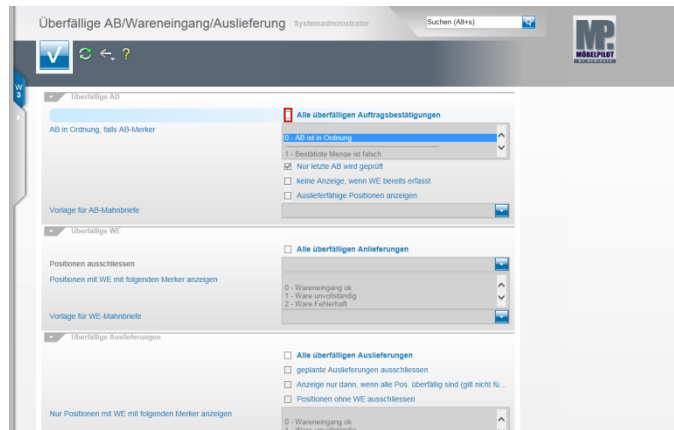 Überfällige AB/Wareneingang/Auslieferung Systemadministrator Suchen (Alt+s)
MP
MÖBELPILOT
W
3
Überfällige AB
Alle überfälligen Auftragsbestätigungen
AB in Ordnung, falls AB-Merker
0 - AB ist in Ordnung
1 - Bestätigte Menge ist falsch
Nur letzte AB wird geprüft
keine Anzeige, wenn WE bereits erfasst
Auslieferfähige Positionen anzeigen
Vorlage für AB-Mahnbriefe
Überfällige WE
Alle überfälligen Anlieferungen
Positionen ausschliessen
Positionen mit WE mit folgenden Merker anzeigen
0 - Wareneingang ok
1 - Ware unvollständig
2 - Ware Fehlerhaft
Vorlage für WE-Mahnbriefe
Überfällige Auslieferungen
Alle überfälligen Auslieferungen
geplante Auslieferungen ausschliessen
Anzeige nur dann, wenn alle Pos. überfällig sind (gilt nicht fü...
Positionen ohne WE ausschliessen
Nur Positionen mit WE mit folgenden Merker anzeigen
0 - Wareneingang ok